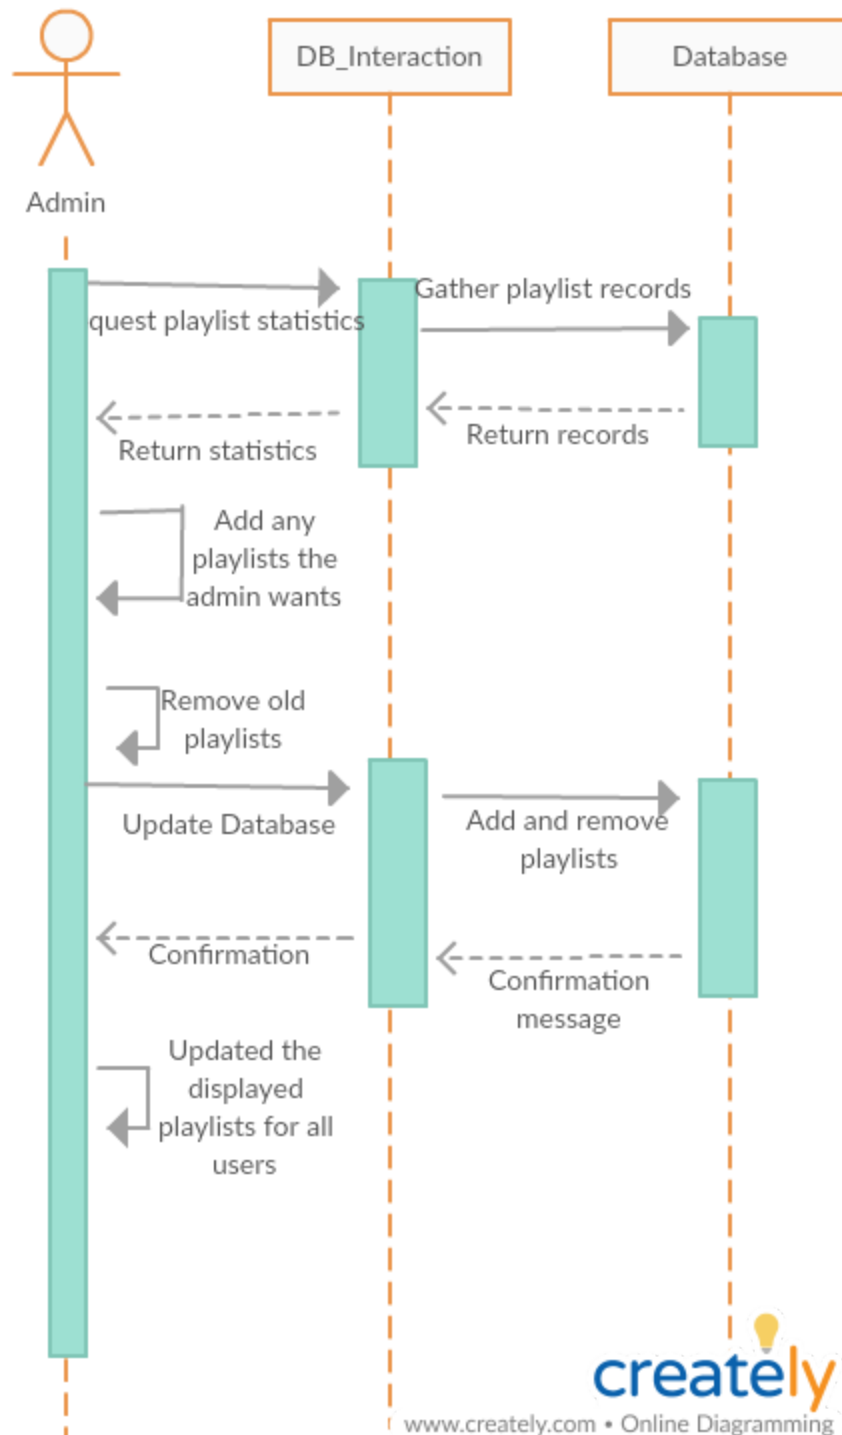 DB_Interaction
Database
Admin
Gather playlist records
quest playlist statistics
Return records
Return statistics
Add any
playlists the
admin wants
Remove old
playlists
Update Database
Add and remove
playlists
Confirmation
Confirmation
message
Updated the
displayed
playlists for all
users
creately
www.creately.com • Online Diagramming